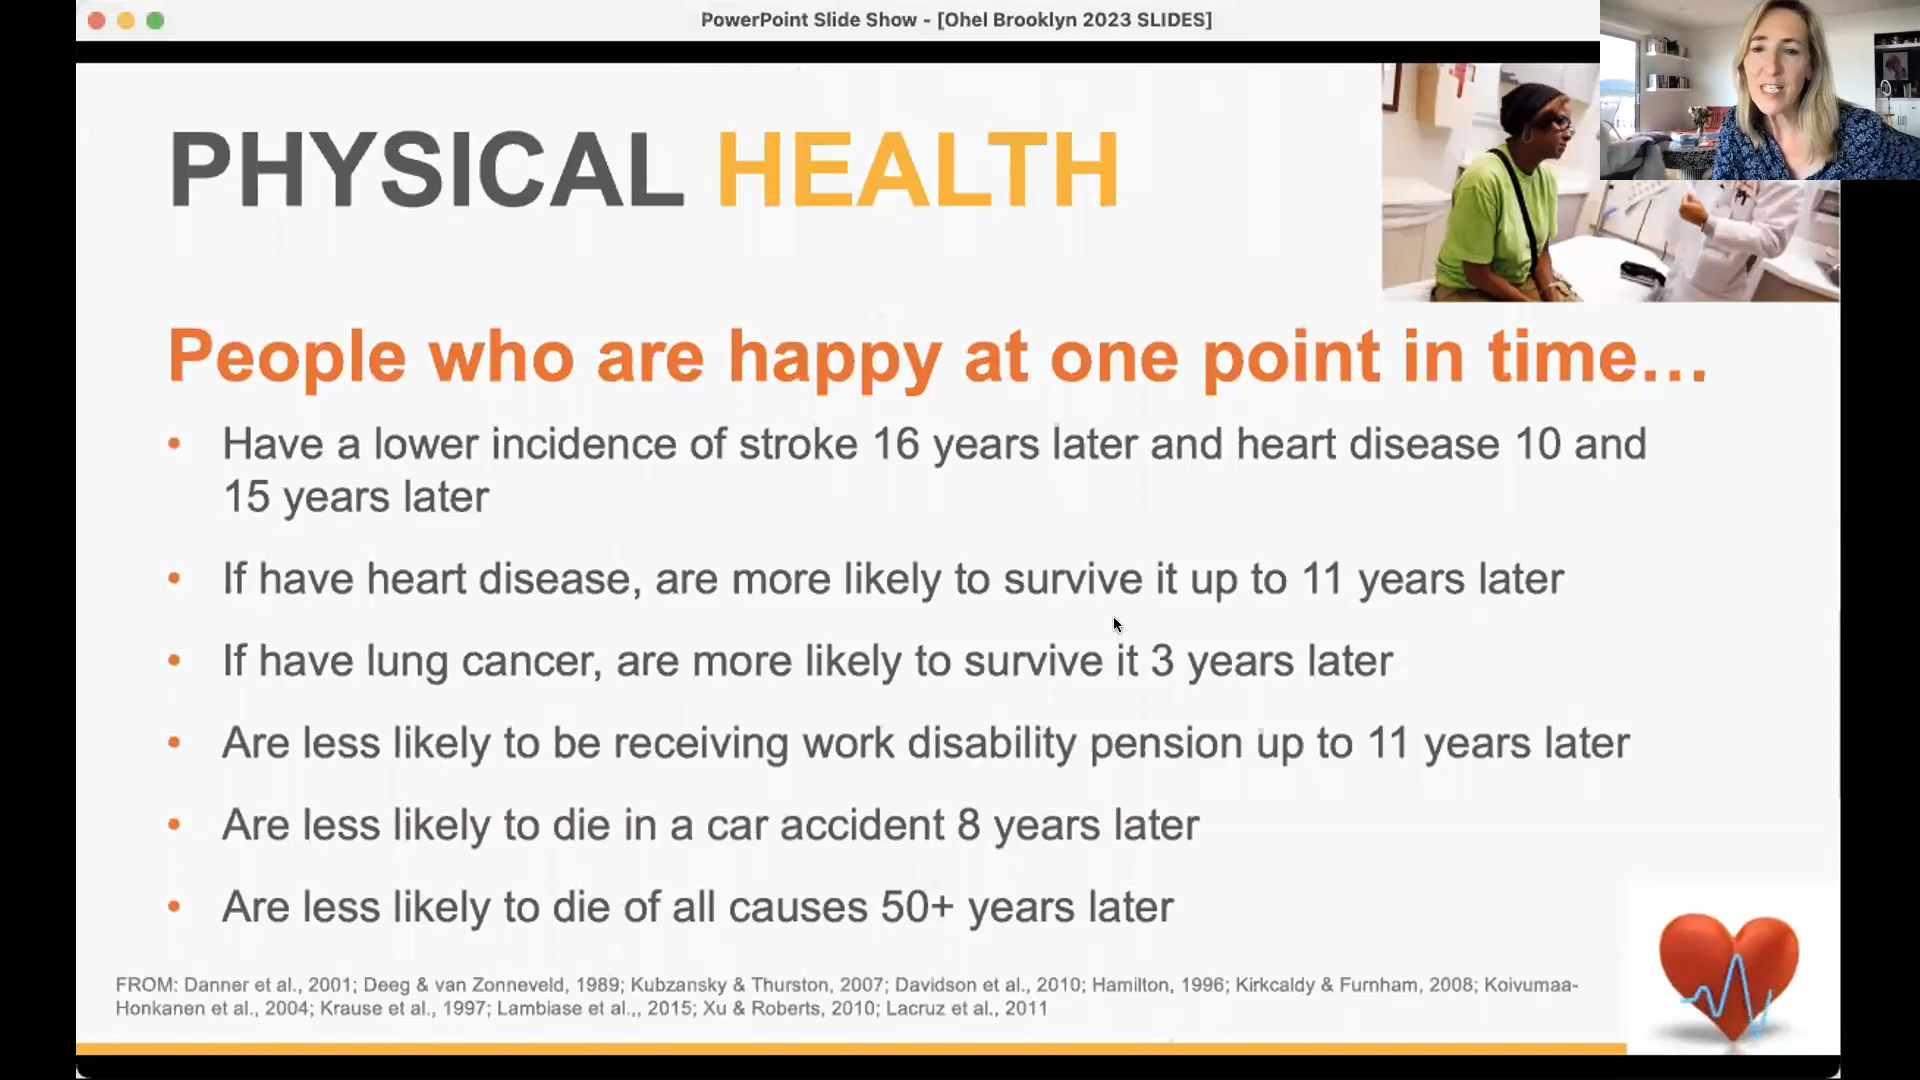 PowerPoint Slide Show - [Ohel Brooklyn 2023 SLIDES]
PHYSICAL HEALTH
People who are happy at one point in time…
• Have a lower incidence of stroke 16 years later and heart disease 10 and
15 years later
• If have heart disease, are more likely to survive it up to 11 years later
• If have lung cancer, are more likely to survive it 3 years later
• Are less likely to be receiving work disability pension up to 11 years later
• Are less likely to die in a car accident 8 years later
• Are less likely to die of all causes 50+ years later
FROM: Danner et al., 2001; Deeg & van Zonneveld, 1989; Kubzansky & Thurston, 2007; Davidson et al., 2010; Hamilton, 1996; Kirkcaldy & Furnham, 2008; Koivumaa-
Honkanen et al., 2004; Krause et al., 1997; Lambiase et al.,, 2015; Xu & Roberts, 2010; Lacruz et al., 2011